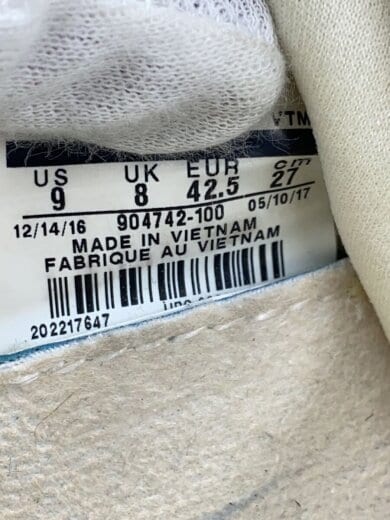 VTM
US UK EUR CM
9 8 42.5 27
12/14/16 904742-100 05/10/17
MADE IN VIETNAM
FABRIQUE AU VIETNAM
202217647